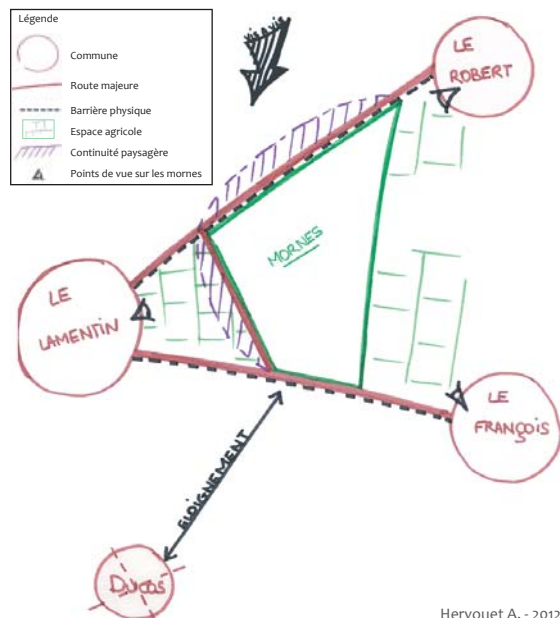 Légende
Commune
Route majeure
Barrière physique
Espace agricole
Continuité paysagère
Points de vue sur les mornes
LE
ROBERT
MORNES
LE
LAMENTIN
LE
FRANÇOIS
ELOIGNEMENT
DUCOS
Hervouet A. - 2012